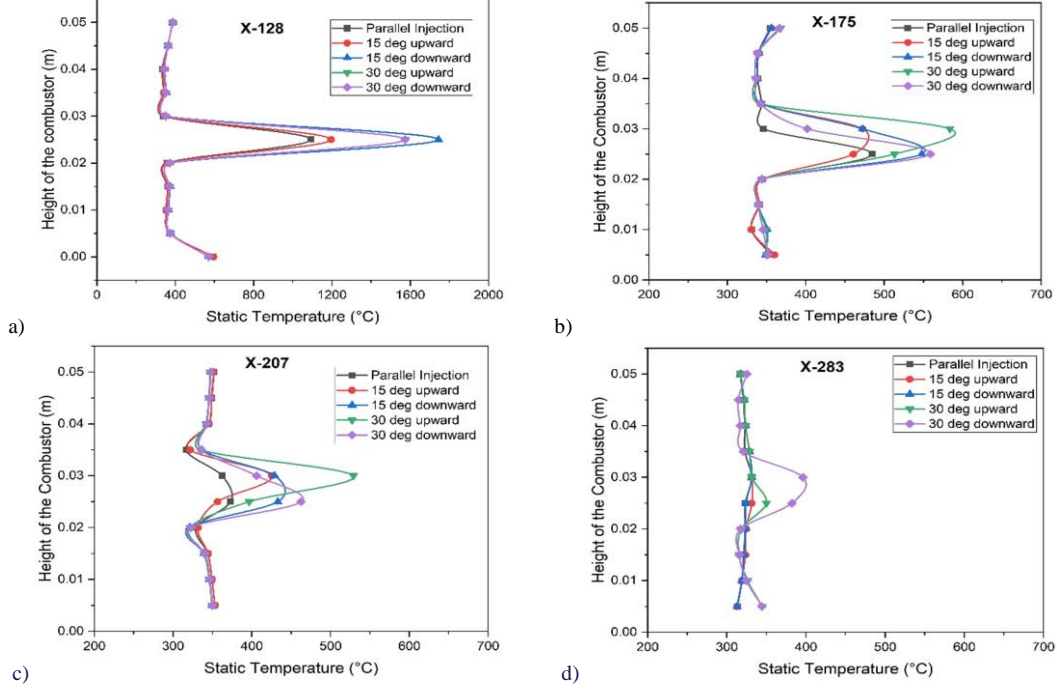 X-128
Parallel Injection
15 deg upward
15 deg downward
30 deg upward
30 deg downward
Height of the combustor (m)
0.05
0.04
0.03
0.02
0.01
0.00
0 400 800 1200 1600 2000
Static Temperature (°C)
a)
X-175
Parallel Injection
15 deg upward
15 deg downward
30 deg upward
30 deg downward
Height of the Combustor (m)
0.05
0.04
0.03
0.02
0.01
0.00
200 300 400 500 600 700
Static Temperature (°C)
b)
X-207
Parallel Injection
15 deg upward
15 deg downward
30 deg upward
30 deg downward
Height of the Combustor (m)
0.05
0.04
0.03
0.02
0.01
0.00
200 300 400 500 600 700
Static Temperature (°C)
c)
X-283
Parallel Injection
15 deg upward
15 deg downward
30 deg upward
30 deg downward
Height of the Combustor (m)
0.05
0.04
0.03
0.02
0.01
0.00
200 300 400 500 600 700
Static Temperature (°C)
d)